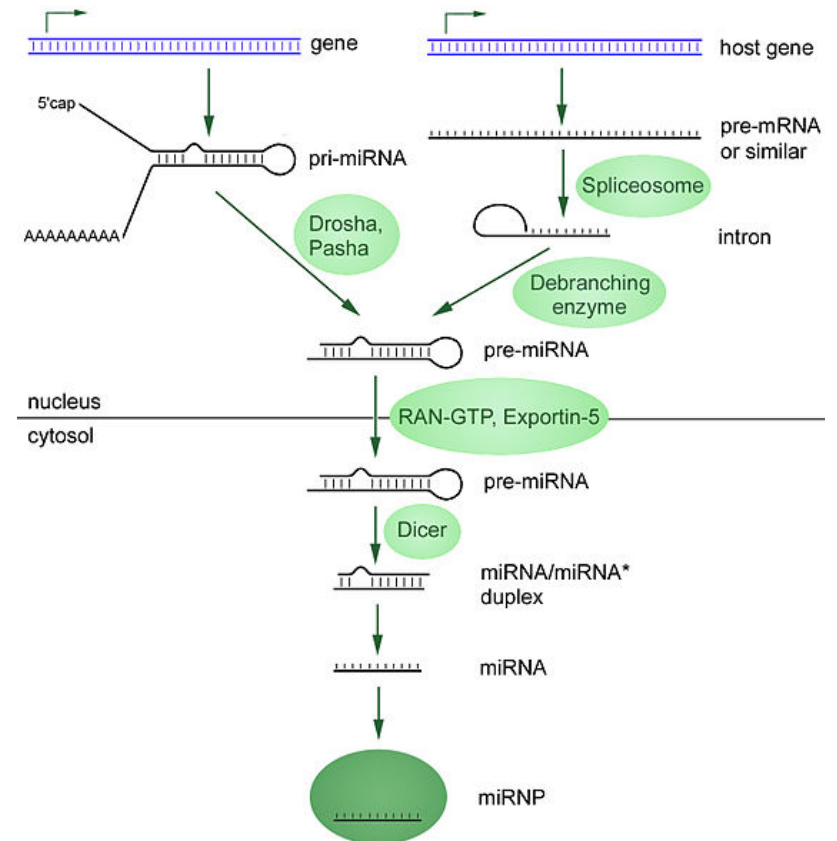 gene
host gene
5'cap
pri-miRNA
pre-mRNA
or similar
Spliceosome
AAAAAAAAA
Drosha,
Pasha
intron
Debranching
enzyme
pre-miRNA
nucleus
RAN-GTP, Exportin-5
cytosol
pre-miRNA
Dicer
miRNA/miRNA*
duplex
miRNA
miRNP